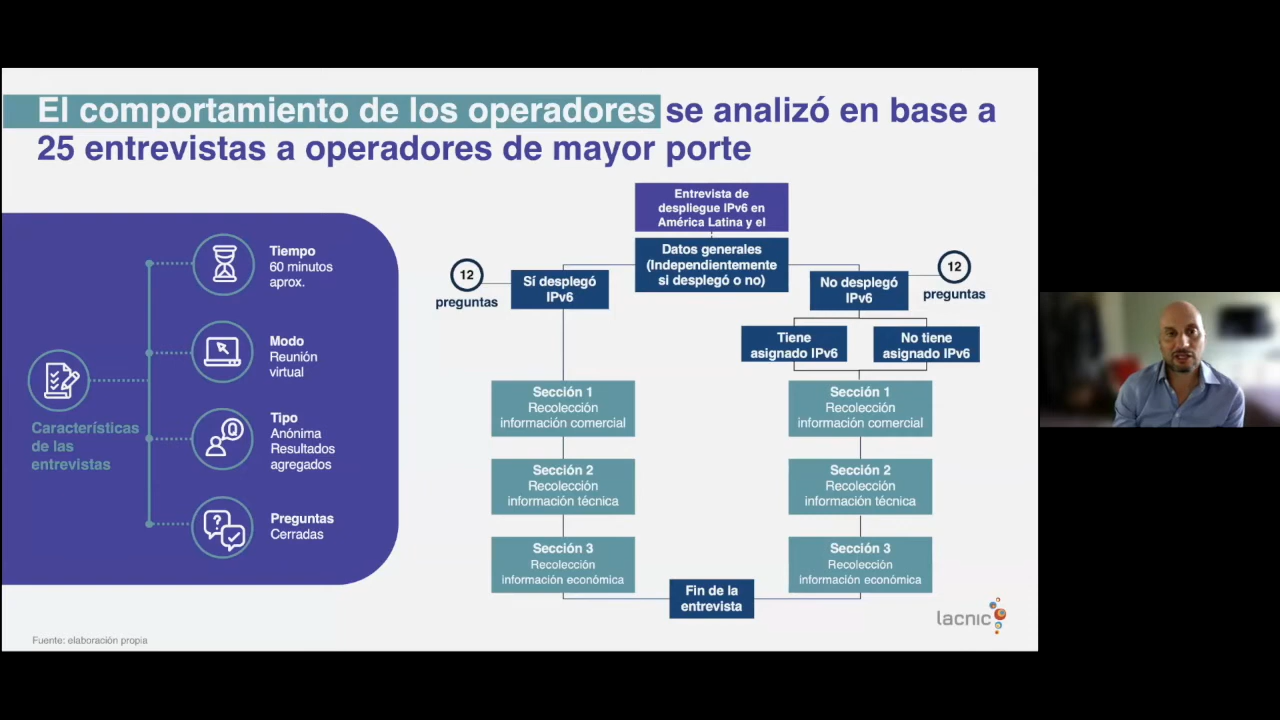 El comportamiento de los operadores se analizó en base a
25 entrevistas a operadores de mayor porte
Características
de las
entrevistas
Tiempo
60 minutos
aprox.
Modo
Reunión
virtual
Tipo
Anónima
Resultados
agregados
Preguntas
Cerradas
Entrevista de
despliegue IPv6 en
América Latina y el
Datos generales
(Independientemente
si desplegó o no)
12
preguntas
Sí desplegó
IPv6
No desplegó
IPv6
12
preguntas
Tiene
asignado IPv6
No tiene
asignado IPv6
Sección 1
Recolección
información comercial
Sección 2
Recolección
información técnica
Sección 3
Recolección
información económica
Sección 1
Recolección
información comercial
Sección 2
Recolección
información técnica
Sección 3
Recolección
información económica
Fin de la
entrevista
lacnic
Fuente: elaboración propia